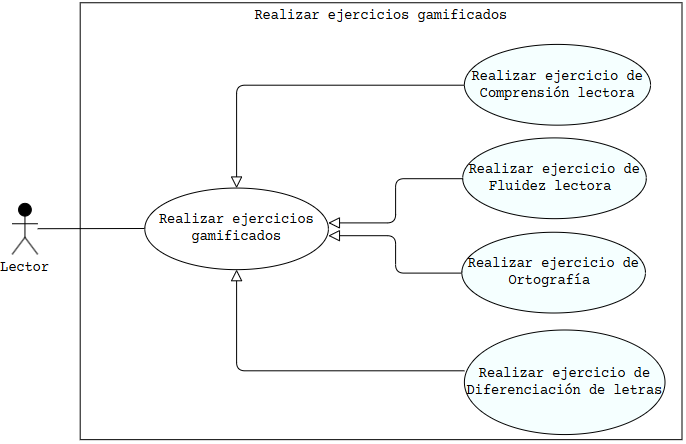 Realizar ejercicios gamificados
Realizar ejercicio de
Comprensión lectora
Realizar ejercicio de
Fluidez lectora
Realizar ejercicios
gamificados
Lector
Realizar ejercicio de
Ortografía
Realizar ejercicio de
Diferenciación de letras